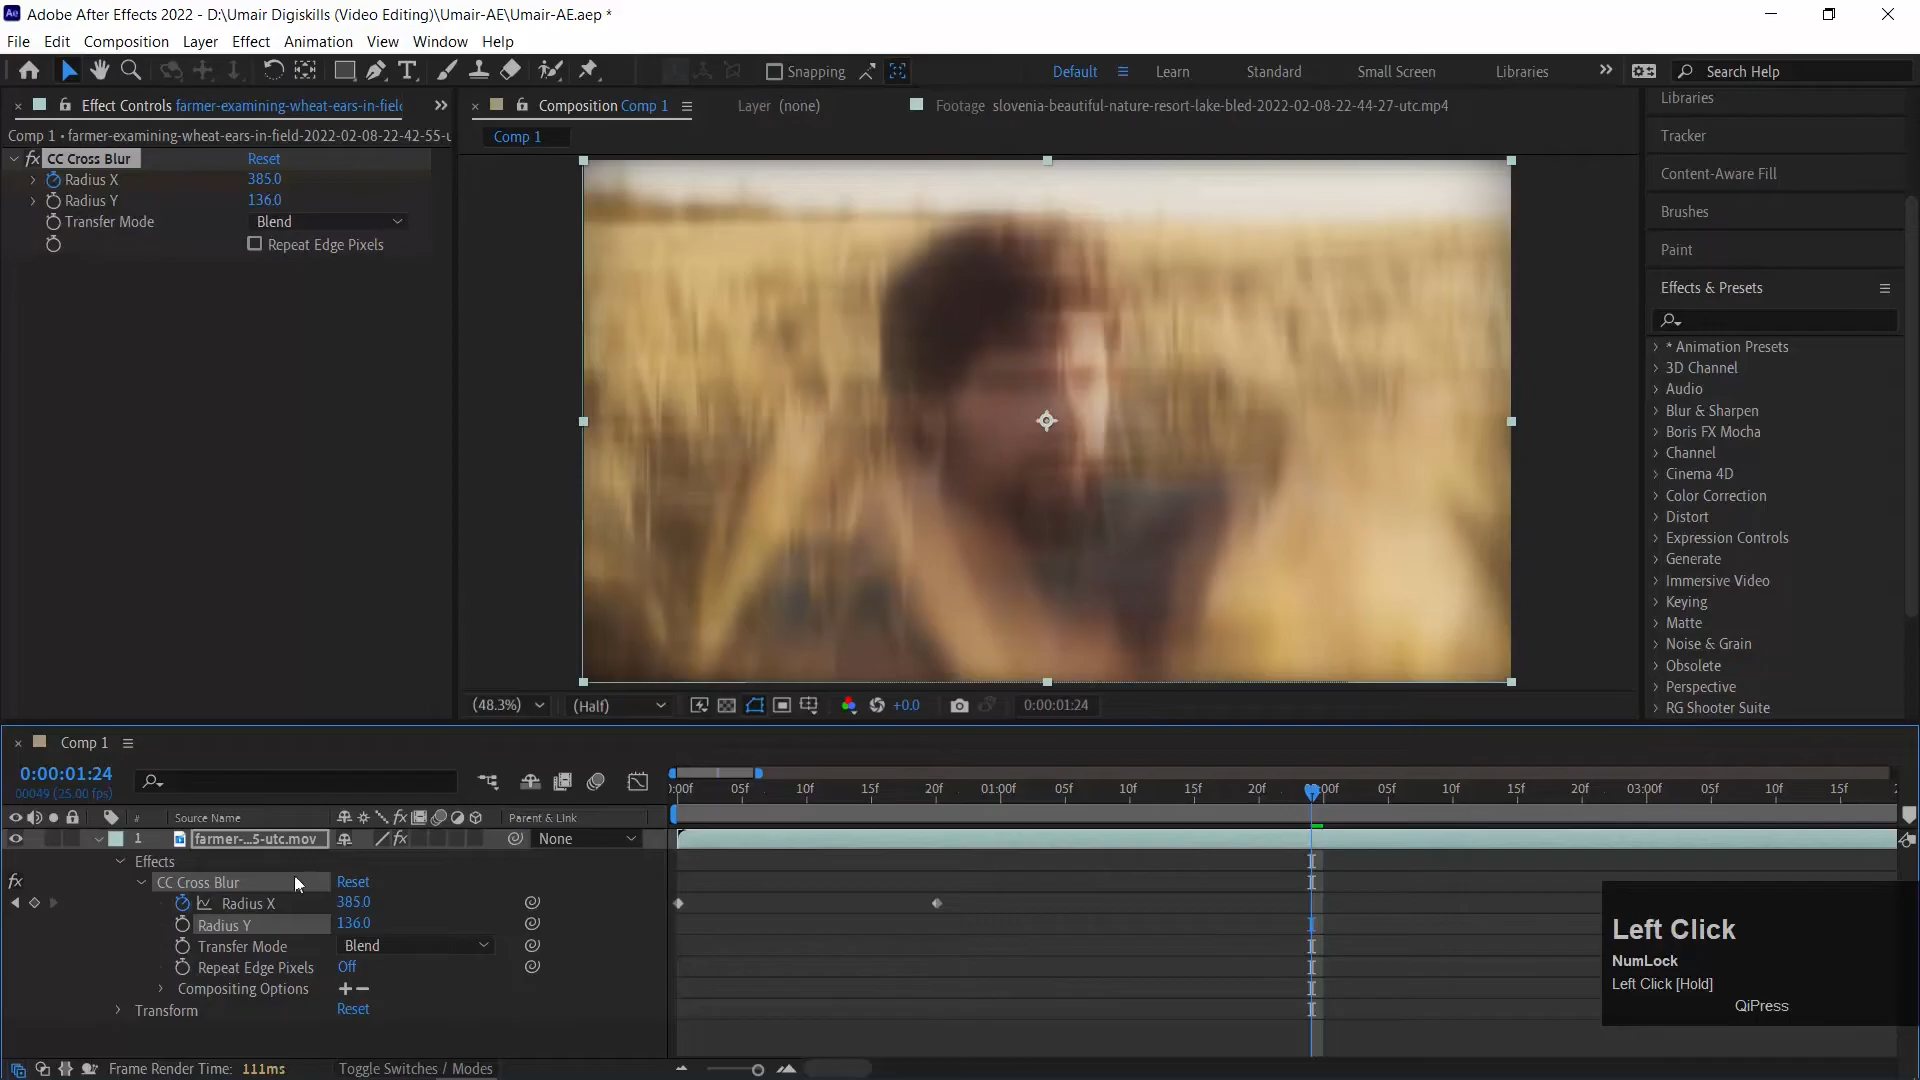 Adobe After Effects 2022 - D:\Umair Digiskills (Video Editing)\Umair-AE\Umair-AE.aep *
File Edit Composition Layer Effect Animation View Window Help
Snapping Default Learn Standard Small Screen Libraries Search Help
Effect Controls farmer-examining-wheat-ears-in-field
Composition Comp 1 Layer (none) Footage slovenia-beautiful-nature-resort-lake-bled-2022-02-08-22-44-27-utc.mp4
Comp 1 • farmer-examining-wheat-ears-in-field-2022-02-08-22-42-55-u
Comp 1
fx CC Cross Blur Reset
Radius X 385.0
Radius Y 136.0
Transfer Mode Blend
Repeat Edge Pixels
Libraries
Tracker
Content-Aware Fill
Brushes
Paint
Effects & Presets
* Animation Presets
3D Channel
Audio
Blur & Sharpen
Boris FX Mocha
Channel
Cinema 4D
Color Correction
Distort
Expression Controls
Generate
Immersive Video
Keying
Matte
Noise & Grain
Obsolete
Perspective
RG Shooter Suite
(48.3%) (Half) +0.0 0:00:01:24
Comp 1
0:00:01:24
00049 (25.00 fps)
:00f 05f 10f 15f 20f 01:00f 05f 10f 15f 20f 05f 10f 15f 20f 03:00f 05f 10f 15f
# Source Name fx Parent & Link
1 farmer-...5-utc.mov fx None
Effects
fx CC Cross Blur Reset
Radius X 385.0
Radius Y 136.0
Transfer Mode Blend
Repeat Edge Pixels Off
Compositing Options + −
Transform Reset
Left Click
NumLock
Left Click [Hold]
QiPress
Frame Render Time: 111ms Toggle Switches / Modes